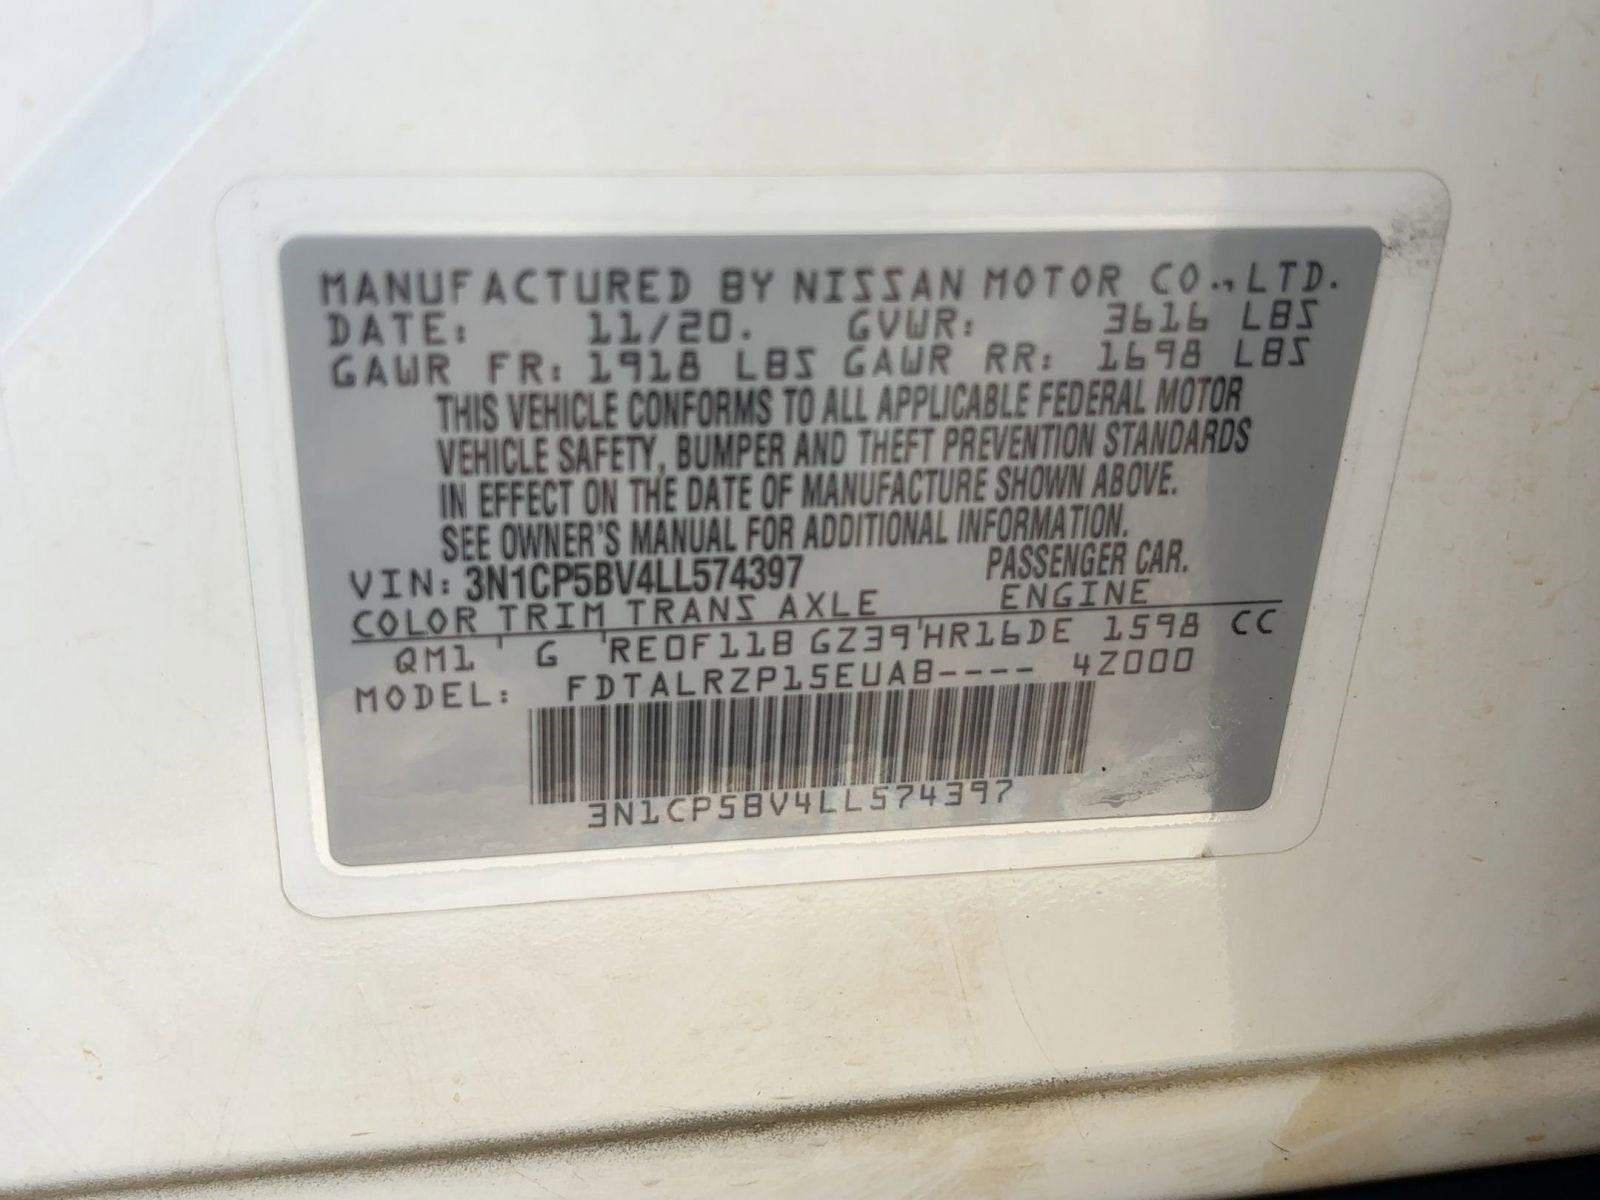 MANUFACTURED BY NISSAN MOTOR CO., LTD.
DATE: 11/20. GVWR: 3616 LBS
GAWR FR: 1918 LBS GAWR RR: 1698 LBS
THIS VEHICLE CONFORMS TO ALL APPLICABLE FEDERAL MOTOR
VEHICLE SAFETY, BUMPER AND THEFT PREVENTION STANDARDS
IN EFFECT ON THE DATE OF MANUFACTURE SHOWN ABOVE.
SEE OWNER'S MANUAL FOR ADDITIONAL INFORMATION.
VIN: 3N1CP5BV4LL574397 PASSENGER CAR.
COLOR TRIM TRANS AXLE ENGINE
QM1 ' G 'RE0F11B GZ39'HR16DE 1598 CC
MODEL: FDTALRZP15EUAB---- 4Z000
3N1CP5BV4LL574397